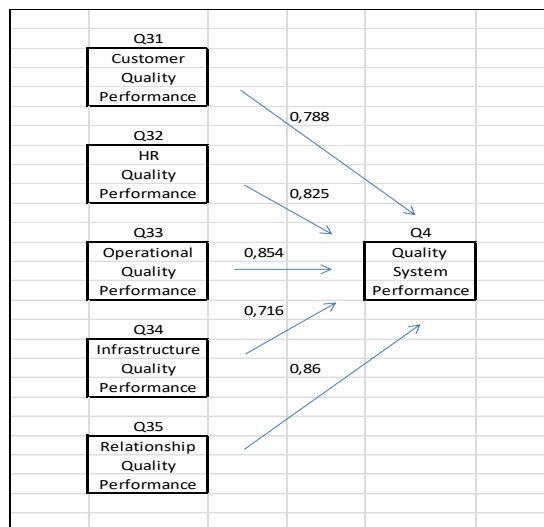 Q31
Customer
Quality
Performance
0,788
Q32
HR
Quality
Performance
0,825
Q33
Operational
Quality
Performance
0,854
Q4
Quality
System
Performance
0,716
Q34
Infrastructure
Quality
Performance
0,86
Q35
Relationship
Quality
Performance